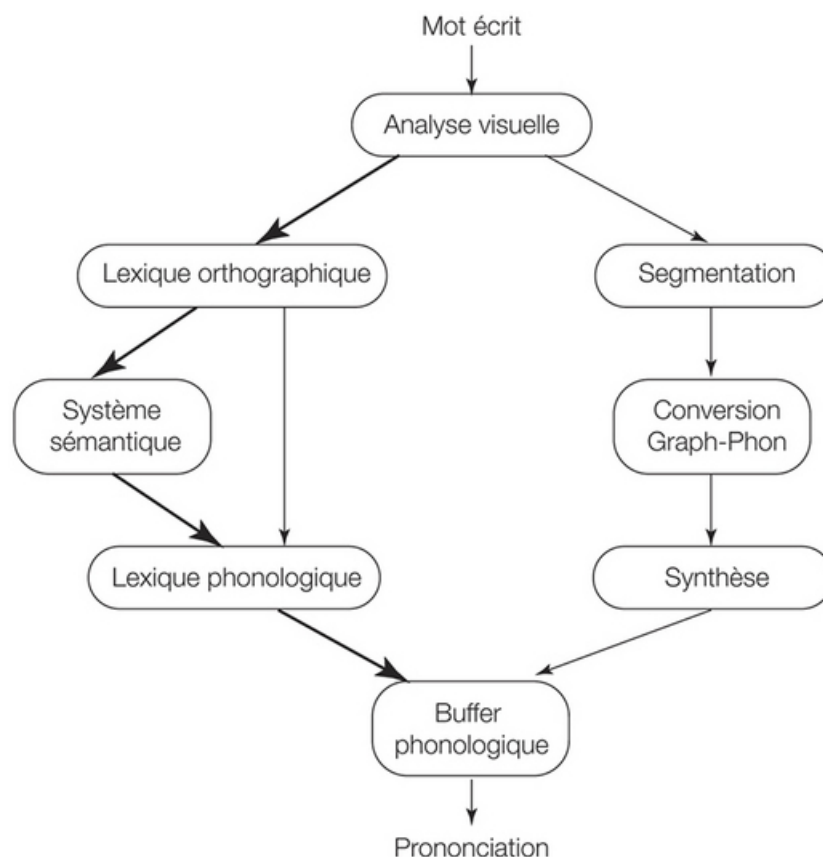 Mot écrit
Analyse visuelle
Lexique orthographique
Segmentation
Système
sémantique
Conversion
Graph-Phon
Lexique phonologique
Synthèse
Buffer
phonologique
Prononciation